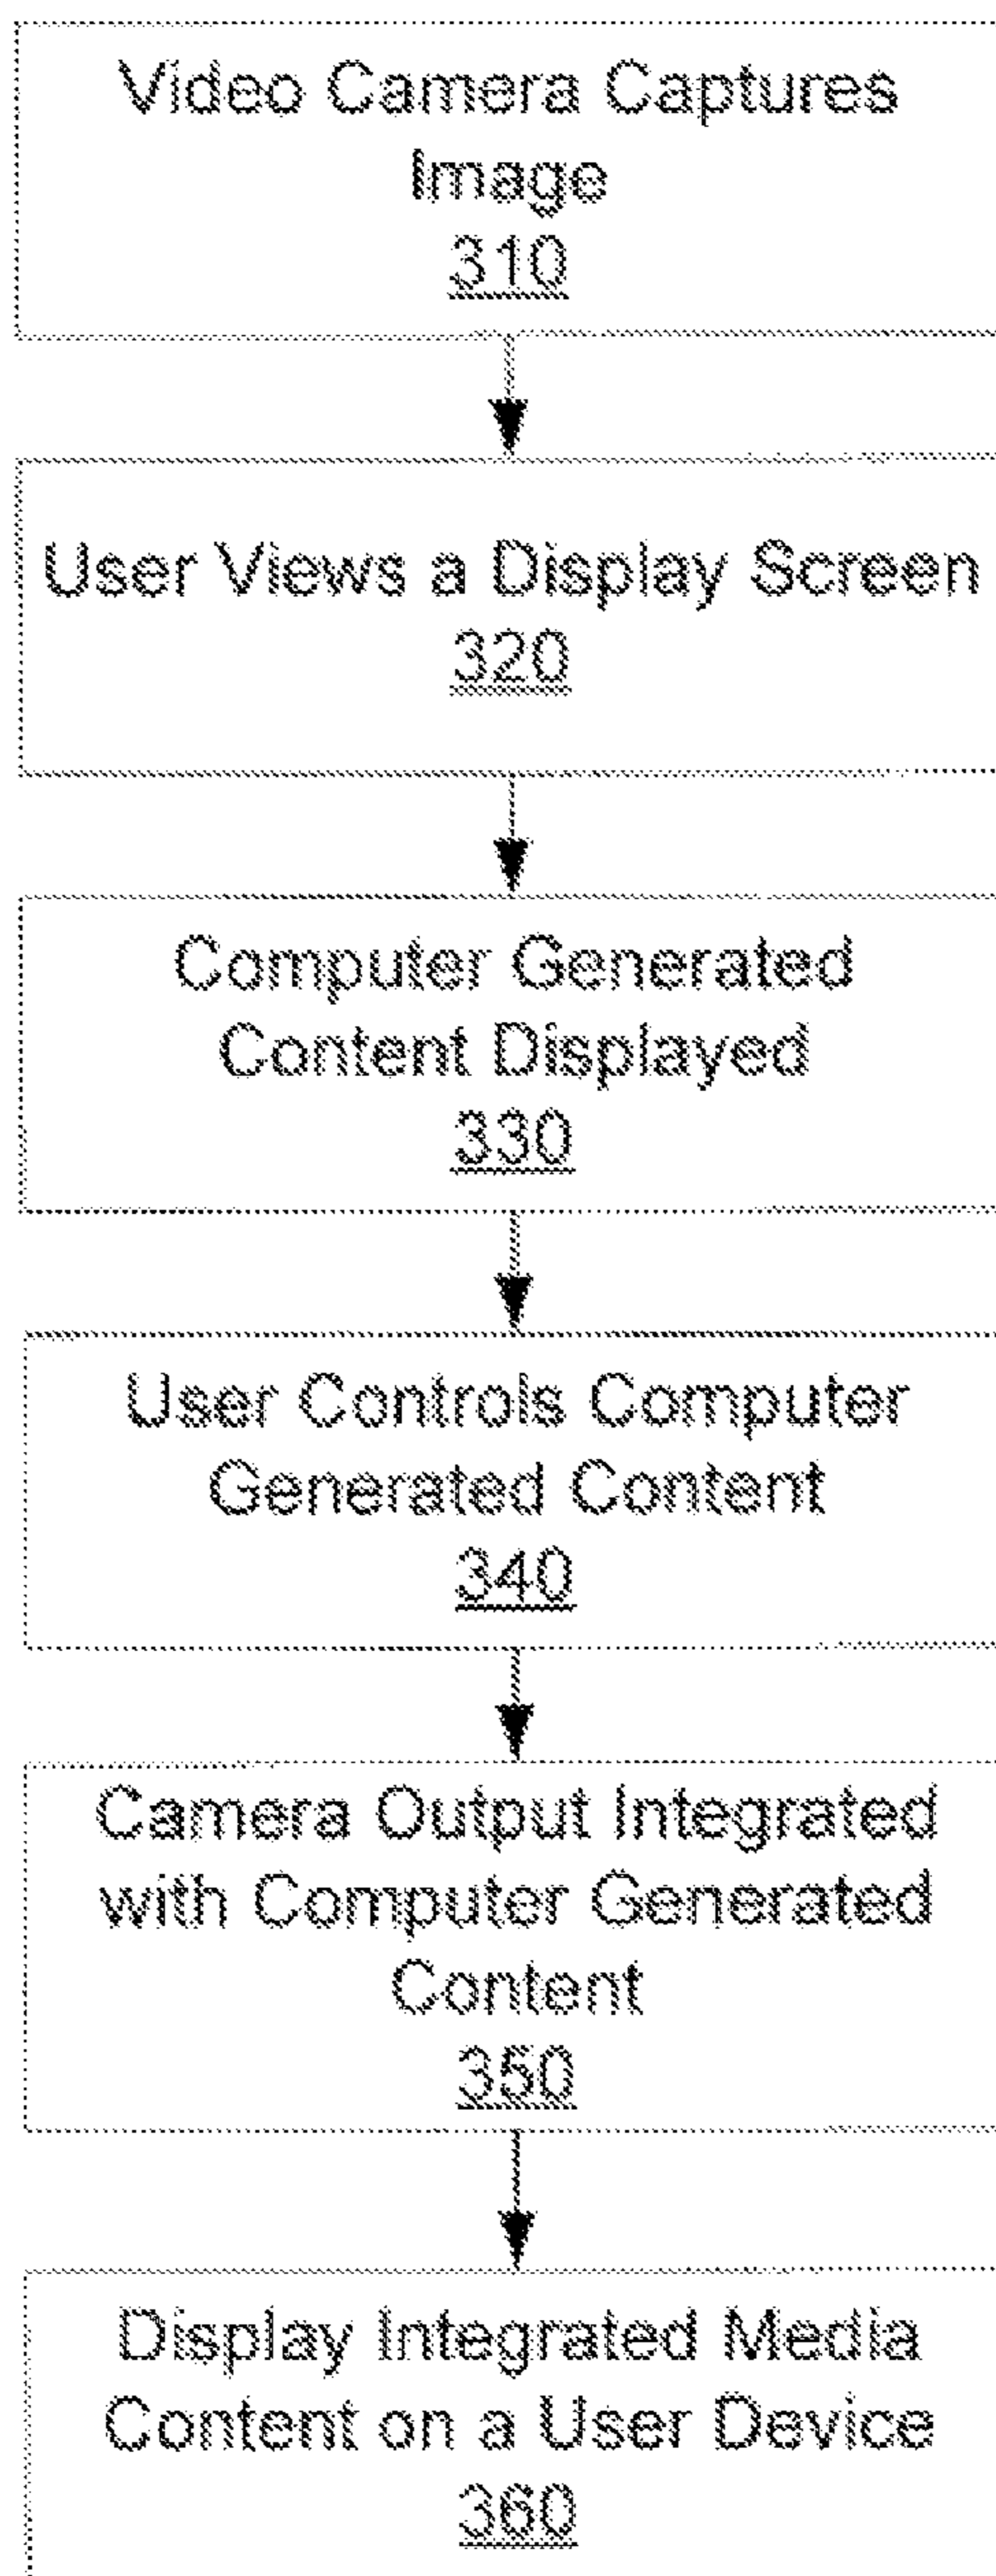 Video Camera Captures
Image
310
User Views a Display Screen
320
Computer Generated
Content Displayed
330
User Controls Computer
Generated Content
340
Camera Output Integrated
with Computer Generated
Content
350
Display Integrated Media
Content on a User Device
360